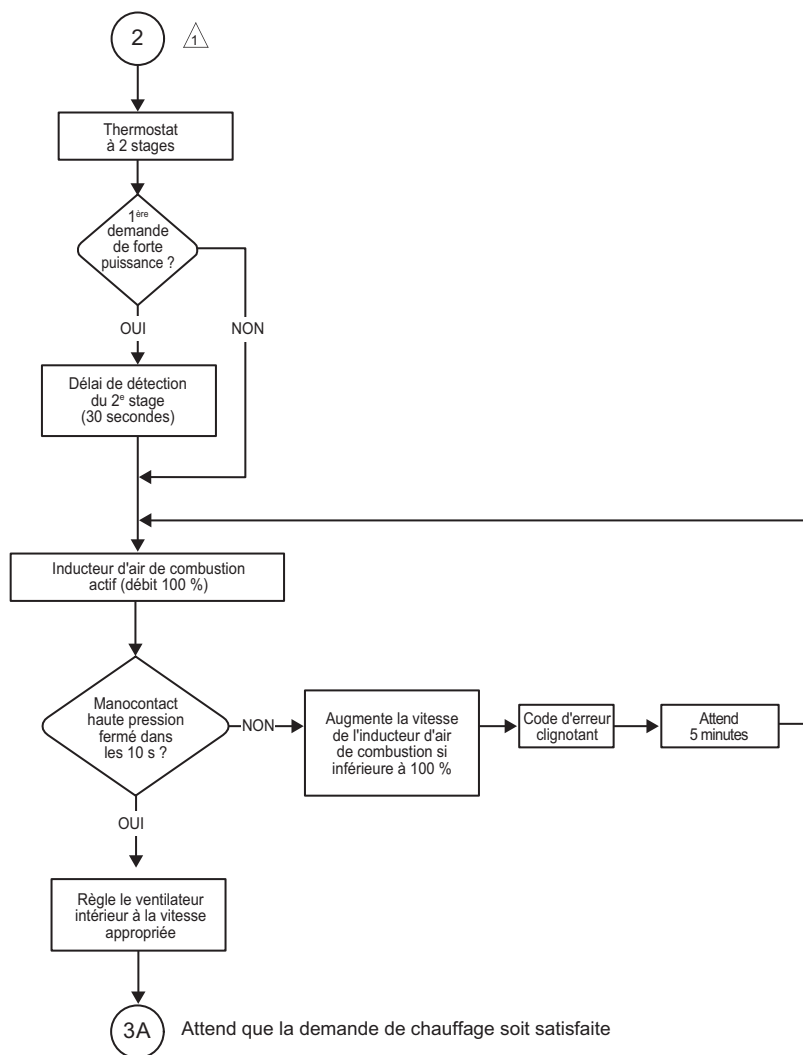 2
1
Thermostat
à 2 stages
1ère
demande
de forte
puissance ?
OUI
NON
Délai de détection
du 2e stage
(30 secondes)
Inducteur d'air de combustion
actif (débit 100 %)
Manocontact
haute pression
fermé dans
les 10 s ?
NON
Augmente la vitesse
de l'inducteur d'air
de combustion si
inférieure à 100 %
Code d'erreur
clignotant
Attend
5 minutes
OUI
Règle le ventilateur
intérieur à la vitesse
appropriée
3A
Attend que la demande de chauffage soit satisfaite